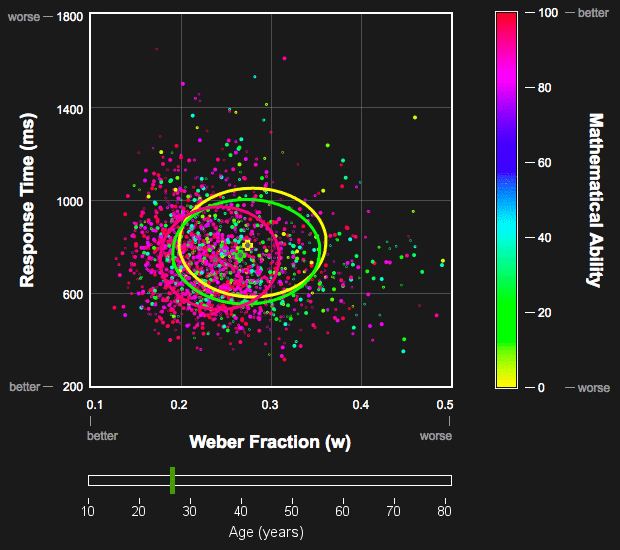 worse
1800
1400
1000
600
better
200
Response Time (ms)
0.1
0.2
0.3
0.4
0.5
better
Weber Fraction (w)
worse
10
20
30
40
50
60
70
80
Age (years)
100
better
80
60
40
20
0
worse
Mathematical Ability